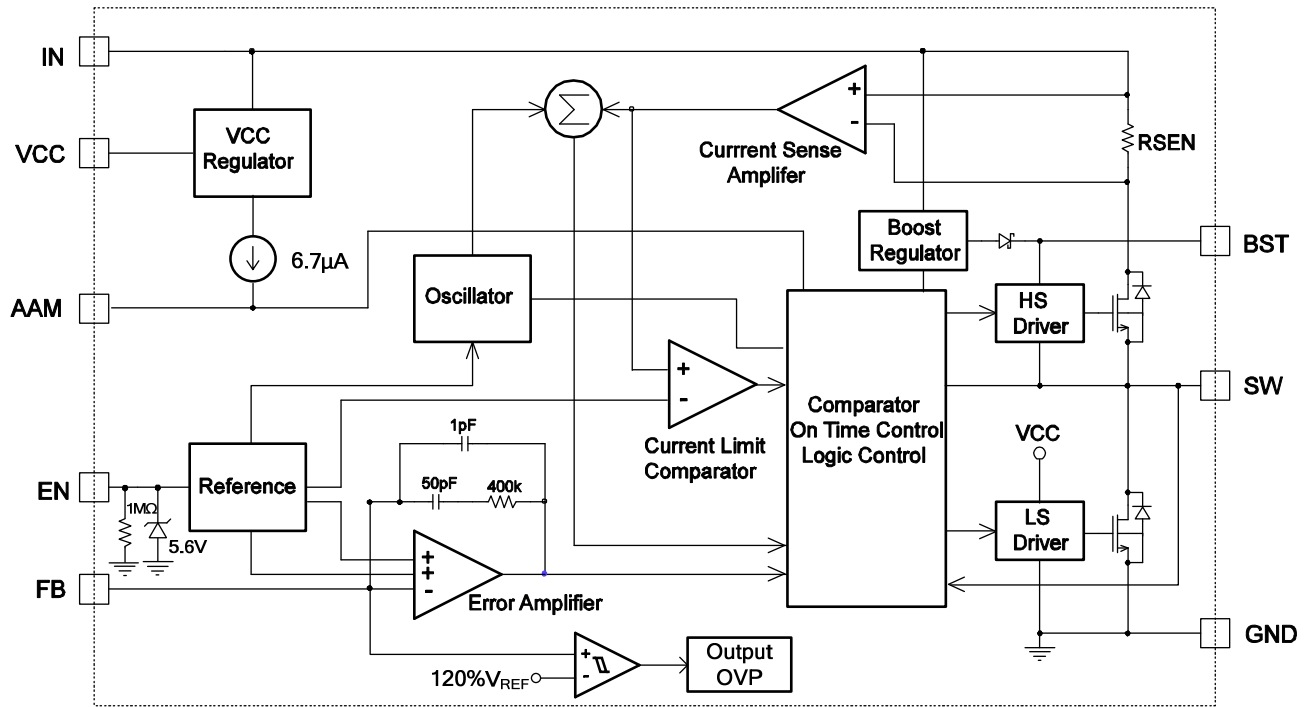 IN
VCC
Regulator
VCC
6.7µA
AAM
Σ
+
-
Currrent Sense
Amplifer
RSEN
Boost
Regulator
BST
Oscillator
HS
Driver
SW
+
-
Current Limit
Comparator
Comparator
On Time Control
Logic Control
VCC
LS
Driver
GND
EN
1MΩ
5.6V
Reference
1pF
50pF
400k
FB
+
+
-
Error Amplifier
120%VREF
+
-
Output
OVP